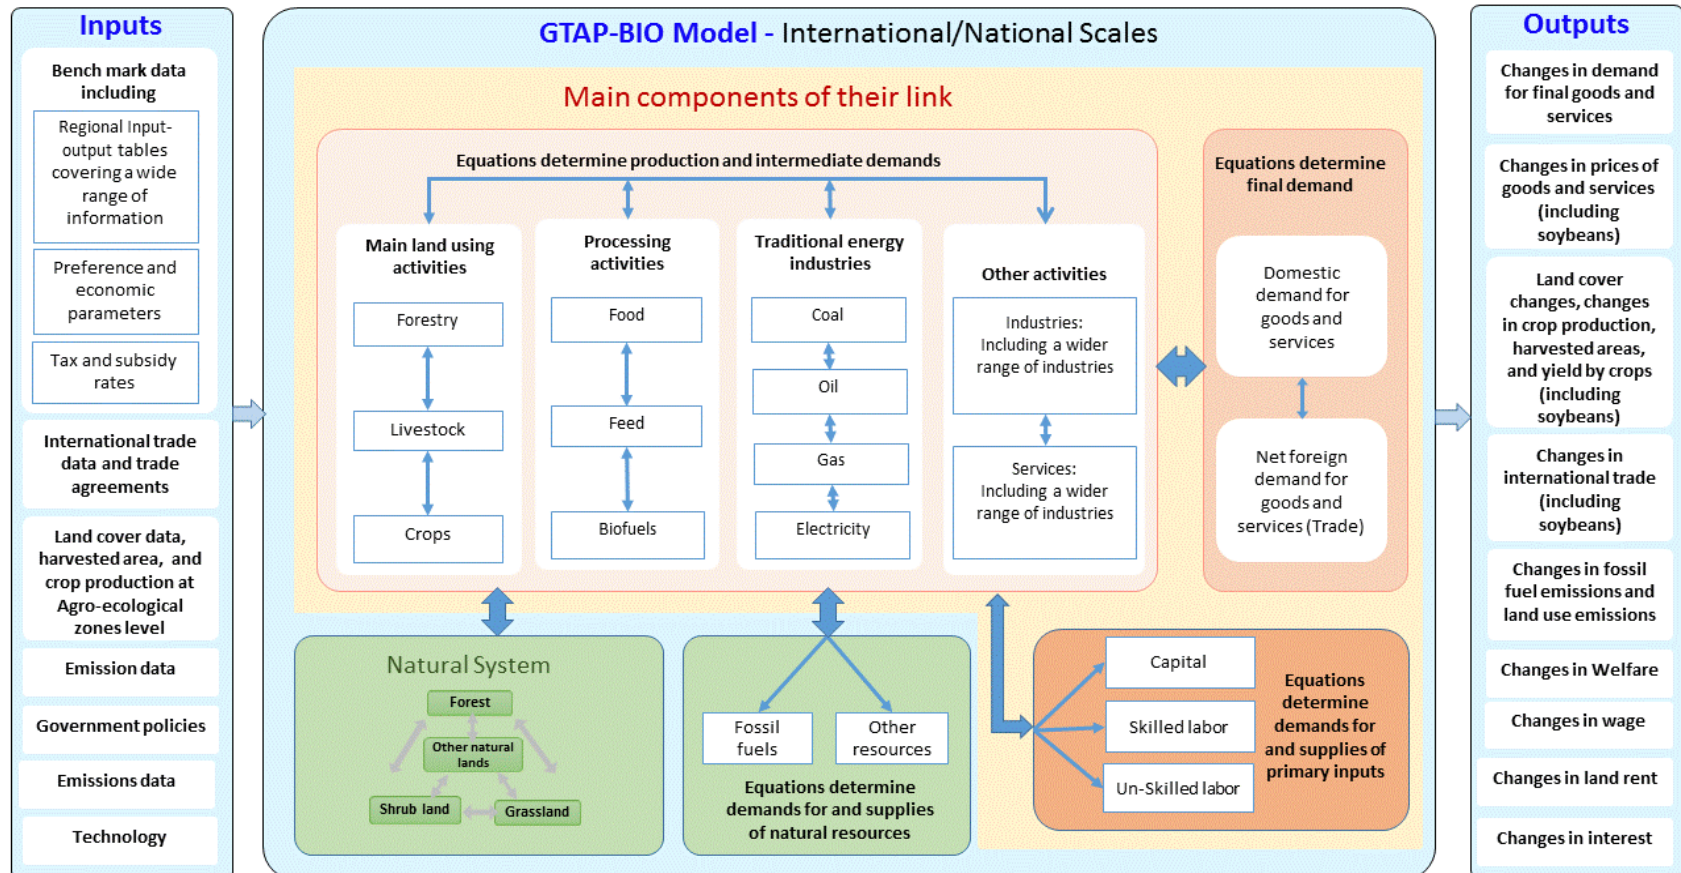 Inputs
Bench mark data
including
Regional Input-
output tables
covering a wide
range of
information
Preference and
economic
parameters
Tax and subsidy
rates
International trade
data and trade
agreements
Land cover data,
harvested area, and
crop production at
Agro-ecological
zones level
Emission data
Government policies
Emissions data
Technology
GTAP-BIO Model - International/National Scales
Main components of their link
Equations determine production and intermediate demands
Main land using
activities
Forestry
Livestock
Crops
Processing
activities
Food
Feed
Biofuels
Traditional energy
industries
Coal
Oil
Gas
Electricity
Other activities
Industries:
Including a wider
range of industries
Services:
Including a wider
range of industries
Equations determine
final demand
Domestic
demand for
goods and
services
Net foreign
demand for
goods and
services (Trade)
Natural System
Forest
Other natural
lands
Shrub land
Grassland
Fossil
fuels
Other
resources
Equations determine
demands for and supplies
of natural resources
Capital
Skilled labor
Un-Skilled labor
Equations
determine
demands for
and supplies of
primary inputs
Outputs
Changes in demand
for final goods and
services
Changes in prices of
goods and services
(including
soybeans)
Land cover
changes, changes
in crop production,
harvested areas,
and yield by crops
(including
soybeans)
Changes in
international trade
(including
soybeans)
Changes in fossil
fuel emissions and
land use emissions
Changes in Welfare
Changes in wage
Changes in land rent
Changes in interest